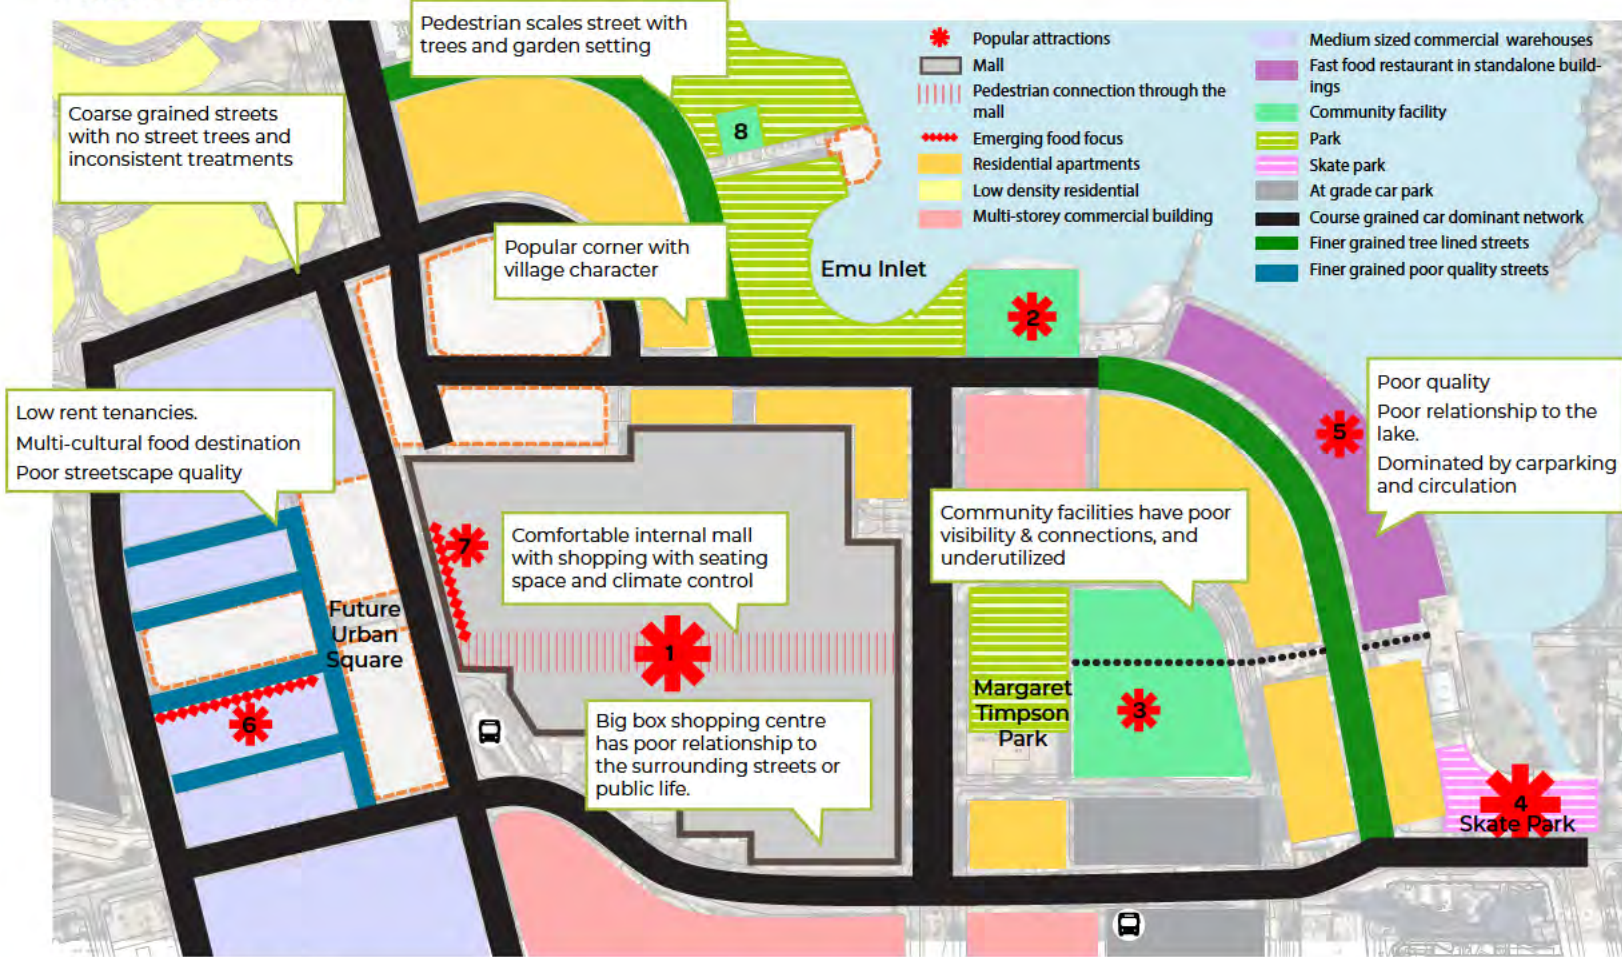 Pedestrian scales street with
trees and garden setting
Coarse grained streets
with no street trees and
inconsistent treatments
8
Popular attractions
Mall
Pedestrian connection through the
mall
Emerging food focus
Residential apartments
Low density residential
Multi-storey commercial building
Medium sized commercial warehouses
Fast food restaurant in standalone build-
ings
Community facility
Park
Skate park
At grade car park
Course grained car dominant network
Finer grained tree lined streets
Finer grained poor quality streets
Popular corner with
village character
Emu Inlet
2
Low rent tenancies.
Multi-cultural food destination
Poor streetscape quality
5
Poor quality
Poor relationship to the
lake.
Dominated by carparking
and circulation
7
Comfortable internal mall
with shopping with seating
space and climate control
Community facilities have poor
visibility & connections, and
underutilized
Future
Urban
Square
1
6
Big box shopping centre
has poor relationship to
the surrounding streets or
public life.
Margaret
Timpson
Park
3
4
Skate Park